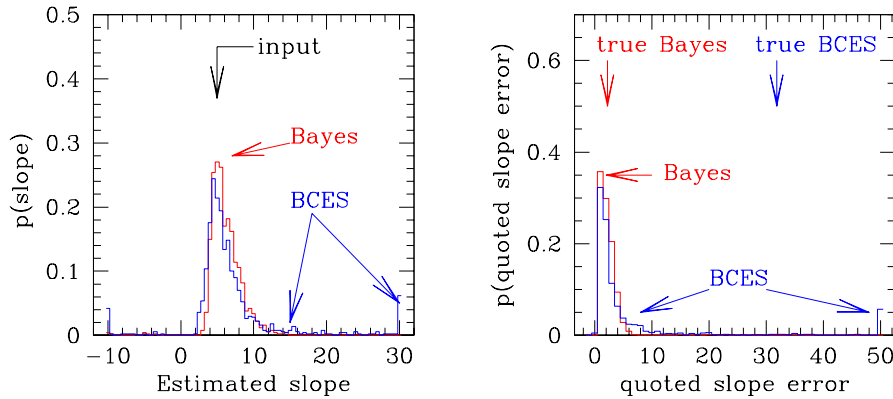 0.5
0.4
0.3
0.2
0.1
0
p(slope)
input
Bayes
BCES
−10
0
10
20
30
Estimated slope
0.6
0.4
0.2
0
p(quoted slope error)
true Bayes
true BCES
Bayes
BCES
0
10
20
30
40
50
quoted slope error